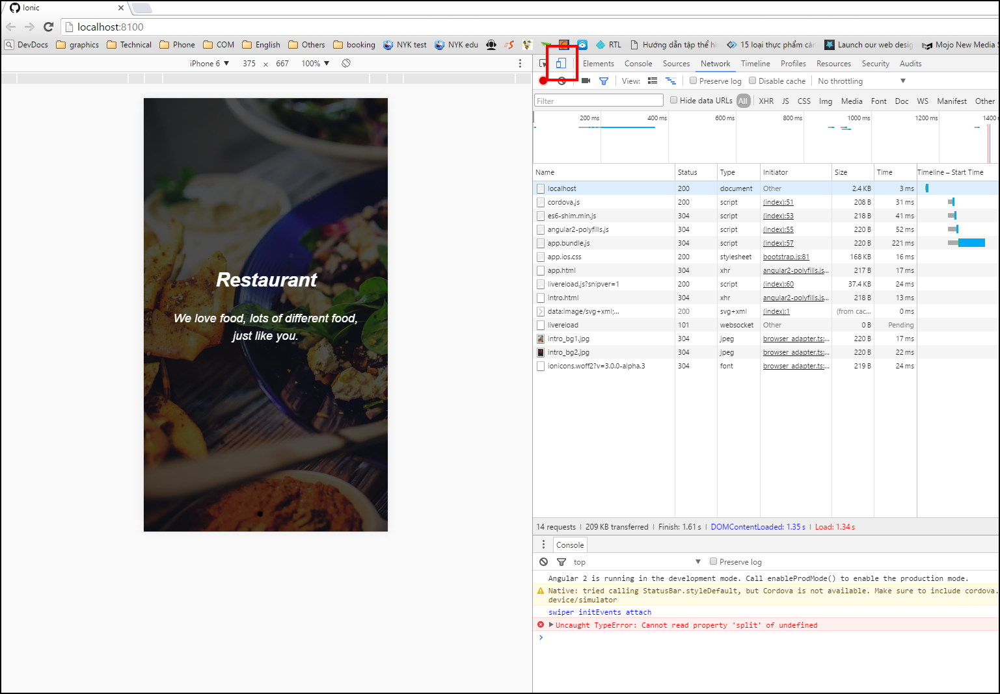 Ionic
localhost:8100
DevDocs graphics Technical Phone COM English Others booking NYK test NYK edu RTL Hướng dẫn tập thể 15 loại thực phẩm Launch our web desig Mojo New Media
iPhone 6 375 × 667 100%
Elements Console Sources Network Timeline Profiles Resources Security Audits
View: Preserve log Disable cache No throttling
Filter Hide data URLs All XHR JS CSS Img Media Font Doc WS Manifest Other
200 ms 400 ms 600 ms 800 ms 1000 ms 1200 ms 1400
Name Status Type Initiator Size Time Timeline – Start Time
localhost 200 document Other 2.4 KB 3 ms
cordova.js 200 script (index):51 208 B 31 ms
es6-shim.min.js 304 script (index):53 218 B 41 ms
angular2-polyfills.js 304 script (index):55 220 B 52 ms
app.bundle.js 304 script (index):57 220 B 221 ms
app.ios.css 200 stylesheet bootstrap.js:81 168 KB 16 ms
app.html 304 xhr angular2-polyfills.js... 217 B 17 ms
livereload.js?snipver=1 200 script (index):60 37.4 KB 24 ms
intro.html 304 xhr angular2-polyfills.js... 218 B 13 ms
data:image/svg+xml;... 200 svg+xml (index):1 (from cac... 0 ms
livereload 101 websocket Other 0 B Pending
intro_bg1.jpg 304 jpeg browser_adapter.ts:... 220 B 17 ms
intro_bg2.jpg 304 jpeg browser_adapter.ts:... 220 B 22 ms
ionicons.woff2?v=3.0.0-alpha.3 304 font browser_adapter.ts:... 219 B 24 ms
Restaurant
We love food, lots of different food,
just like you.
14 requests | 209 KB transferred | Finish: 1.61 s | DOMContentLoaded: 1.35 s | Load: 1.34 s
Console
top Preserve log
Angular 2 is running in the development mode. Call enableProdMode() to enable the production mode.
Native: tried calling StatusBar.styleDefault, but Cordova is not available. Make sure to include cordova.
device/simulator
swiper initEvents attach
Uncaught TypeError: Cannot read property 'split' of undefined